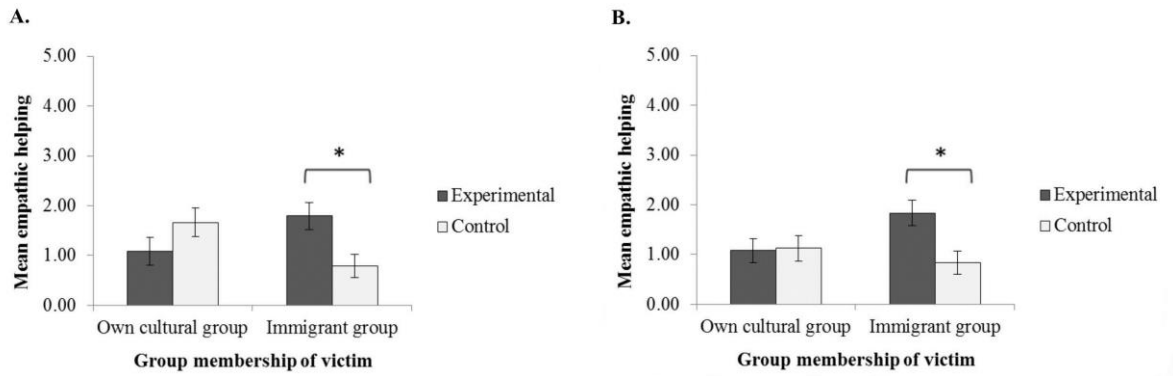 A.
5.00
4.00
3.00
2.00
1.00
0.00
Mean empathic helping
*
Own cultural group Immigrant group
Group membership of victim
Experimental
Control
B.
5.00
4.00
3.00
2.00
1.00
0.00
Mean empathic helping
*
Own cultural group Immigrant group
Group membership of victim
Experimental
Control